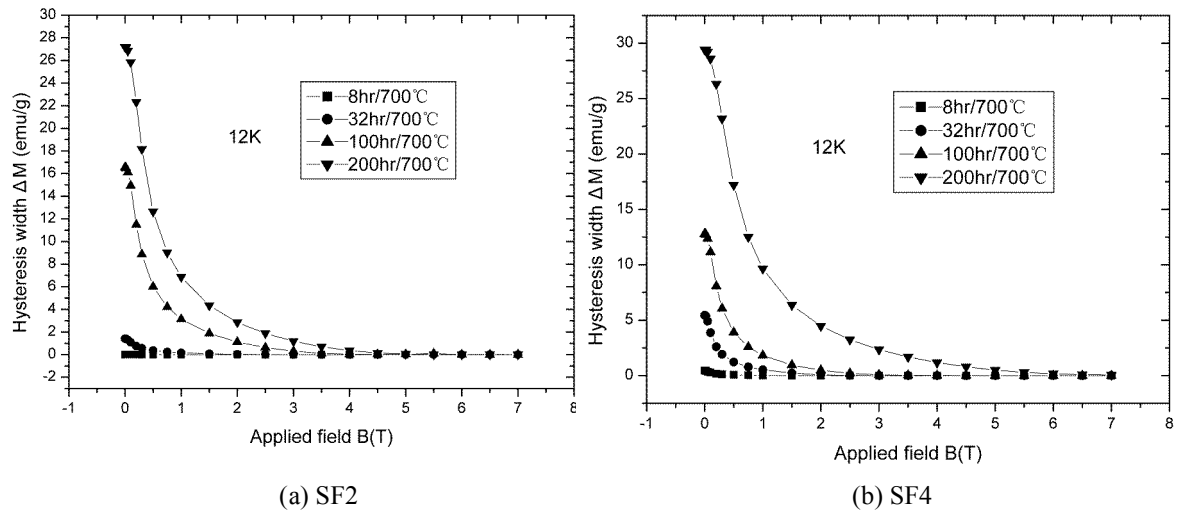 28
26
24
22
20
18
16
14
12
10
8
6
4
2
0
-2
Hysteresis width Δ M (emu/g)
12K
8hr/700℃
32hr/700℃
100hr/700℃
200hr/700℃
-1 0 1 2 3 4 5 6 7 8
Applied field B(T)
(a) SF2
30
25
20
15
10
5
0
Hysteresis width Δ M (emu/g)
12K
8hr/700℃
32hr/700℃
100hr/700℃
200hr/700℃
-1 0 1 2 3 4 5 6 7 8
Applied field B(T)
(b) SF4